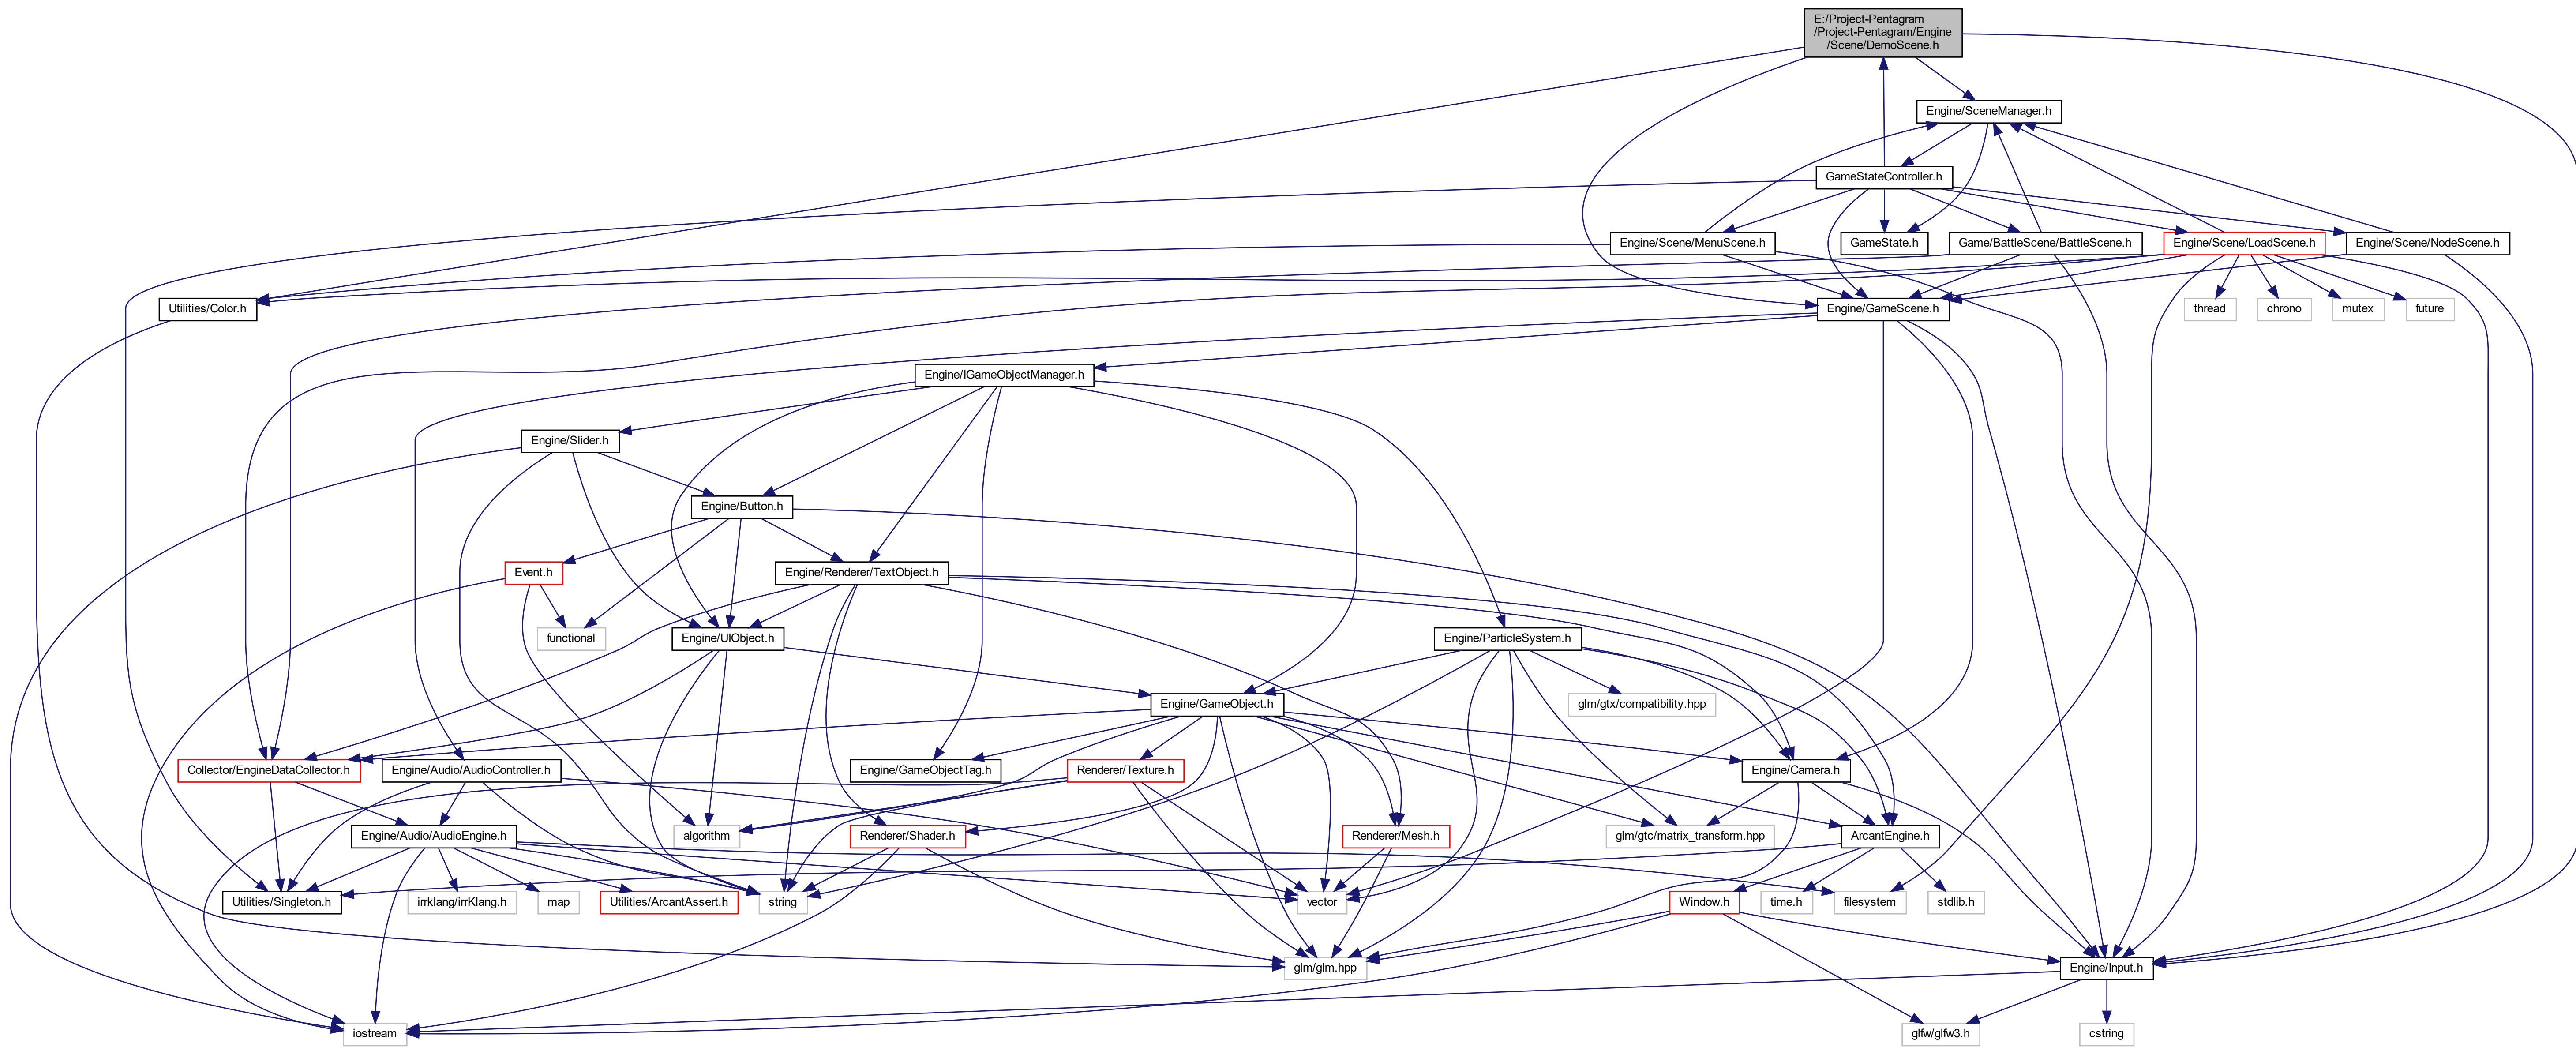 E:/Project-Pentagram
/Project-Pentagram/Engine
/Scene/DemoScene.h
Engine/SceneManager.h
GameStateController.h
Engine/Scene/MenuScene.h
GameState.h
Game/BattleScene/BattleScene.h
Engine/Scene/LoadScene.h
Engine/Scene/NodeScene.h
Utilities/Color.h
Engine/GameScene.h
thread
chrono
mutex
future
Engine/IGameObjectManager.h
Engine/Slider.h
Engine/Button.h
Event.h
Engine/Renderer/TextObject.h
functional
Engine/UIObject.h
Engine/ParticleSystem.h
Engine/GameObject.h
glm/gtx/compatibility.hpp
Collector/EngineDataCollector.h
Engine/Audio/AudioController.h
Engine/GameObjectTag.h
Renderer/Texture.h
Engine/Camera.h
Engine/Audio/AudioEngine.h
algorithm
Renderer/Shader.h
Renderer/Mesh.h
glm/gtc/matrix_transform.hpp
ArcantEngine.h
Utilities/Singleton.h
irrklang/irrKlang.h
map
Utilities/ArcantAssert.h
string
vector
Window.h
time.h
filesystem
stdlib.h
glm/glm.hpp
Engine/Input.h
iostream
glfw/glfw3.h
cstring